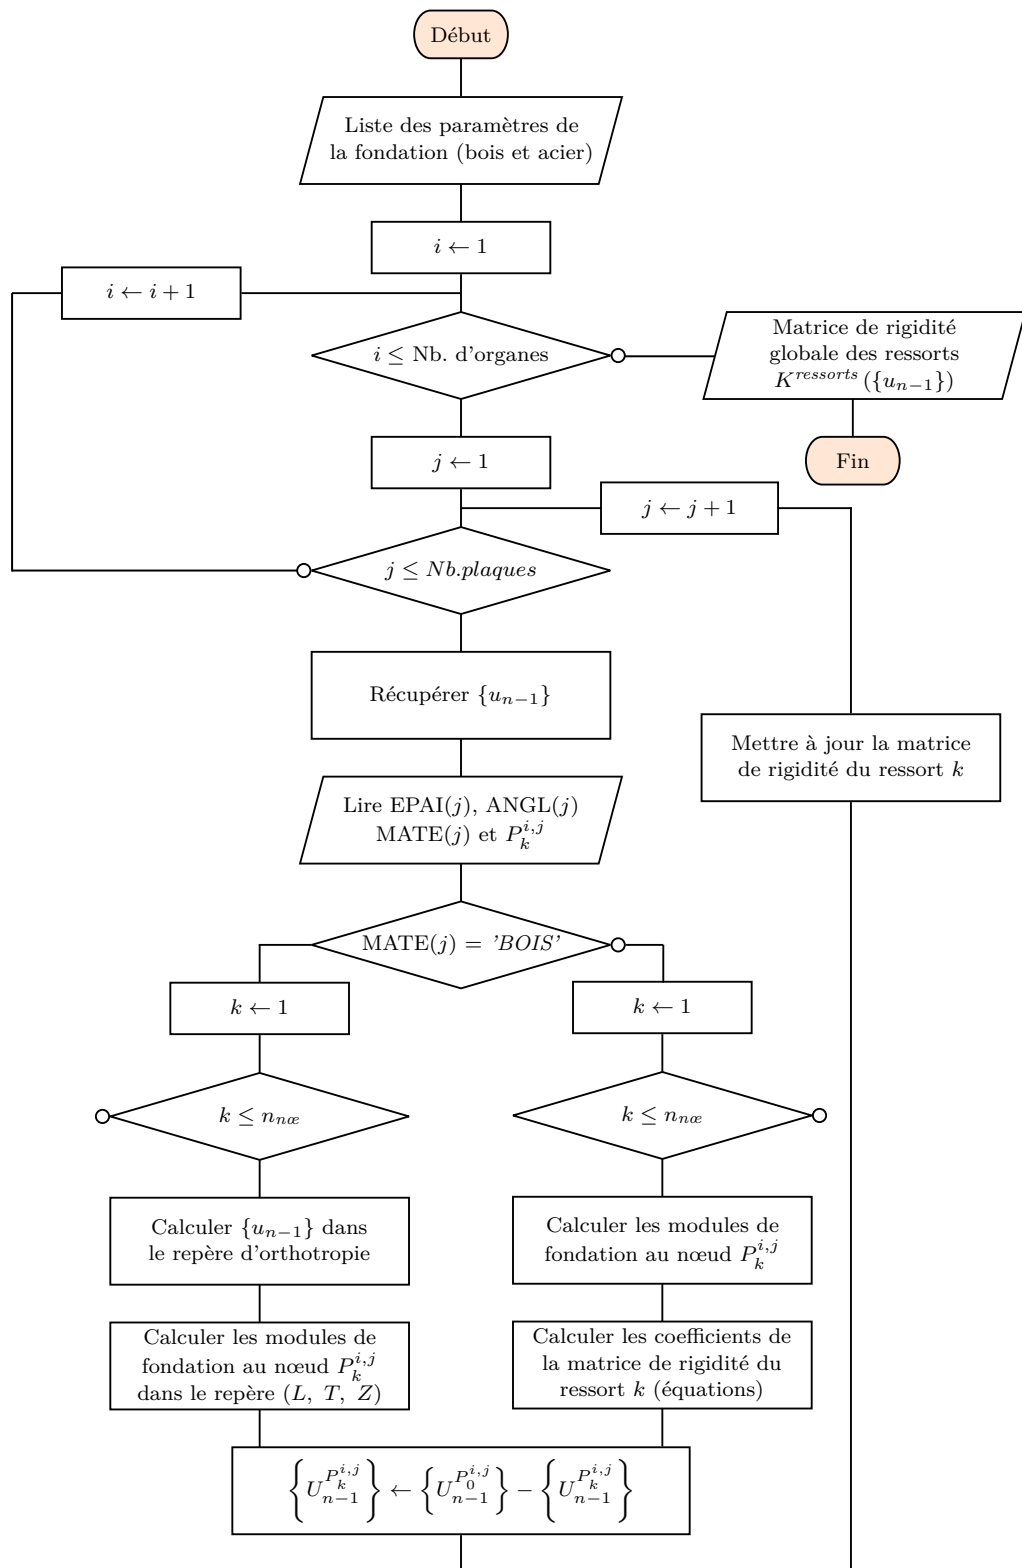 Début
Liste des paramètres de
la fondation (bois et acier)
i ← 1
i ← i + 1
i ≤ Nb. d'organes
Matrice de rigidité
globale des ressorts
K^{ressorts} ({u_{n−1}})
Fin
j ← 1
j ← j + 1
j ≤ Nb.plaques
Récupérer {u_{n−1}}
Mettre à jour la matrice
de rigidité du ressort k
Lire EPAI(j), ANGL(j)
MATE(j) et P_k^{i,j}
MATE(j) = 'BOIS'
k ← 1
k ← 1
k ≤ n_{nœ}
k ≤ n_{nœ}
Calculer {u_{n−1}} dans
le repère d'orthotropie
Calculer les modules de
fondation au nœud P_k^{i,j}
Calculer les modules de
fondation au nœud P_k^{i,j}
dans le repère (L, T, Z)
Calculer les coefficients de
la matrice de rigidité du
ressort k (équations)
{U_{n−1}^{P_k^{i,j}}} ← {U_{n−1}^{P_0^{i,j}}} − {U_{n−1}^{P_k^{i,j}}}